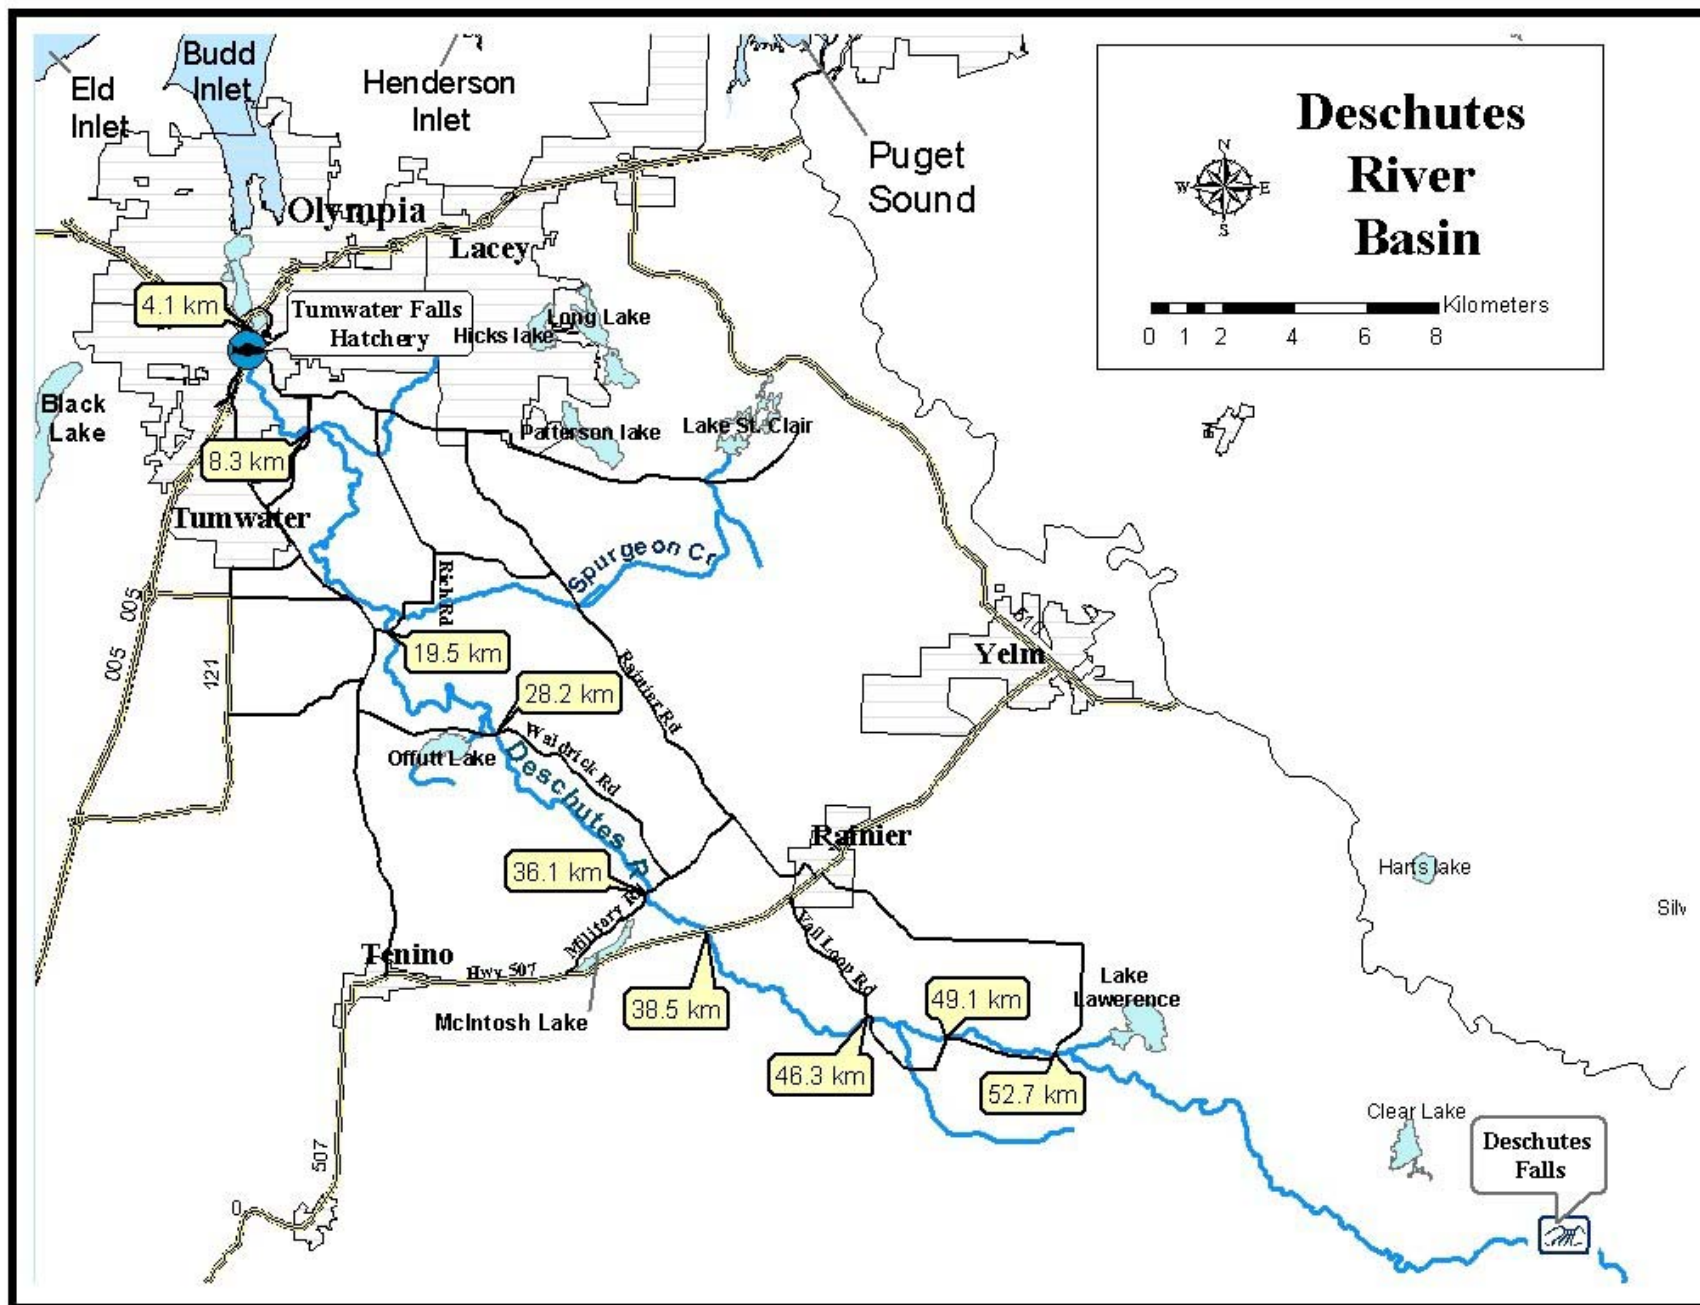 Budd
Inlet
Eld
Inlet
Henderson
Inlet
Puget
Sound
Deschutes
River
Basin
N
W
E
S
Kilometers
0 1 2 4 6 8
Olympia
Lacey
4.1 km
Tumwater Falls
Hatchery
Hicks lake
Long Lake
Black
Lake
Patterson lake
Lake St. Clair
8.3 km
Tumwater
Spurgeon Cr
Rich Rd
005
005
121
19.5 km
Rainier Rd
510
Yelm
28.2 km
Offutt Lake
Waldrick Rd
Deschutes R
36.1 km
Military Rd
Rainier
Harts lake
Silv
Tenino
Hwy 507
McIntosh Lake
38.5 km
Vail Loop Rd
49.1 km
Lake
Lawerence
46.3 km
52.7 km
Clear Lake
Deschutes
Falls
507
0